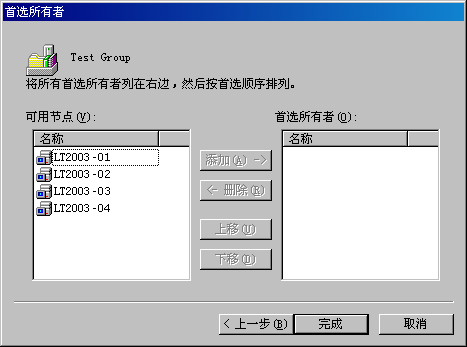 首选所有者
Test Group
将所有首选所有者列在右边，然后按首选顺序排列。
可用节点(V):
首选所有者(O):
名称
名称
LT2003-01
LT2003-02
LT2003-03
LT2003-04
添加(A) ->
<- 删除(R)
上移(U)
下移(D)
< 上一步(B)
完成
取消